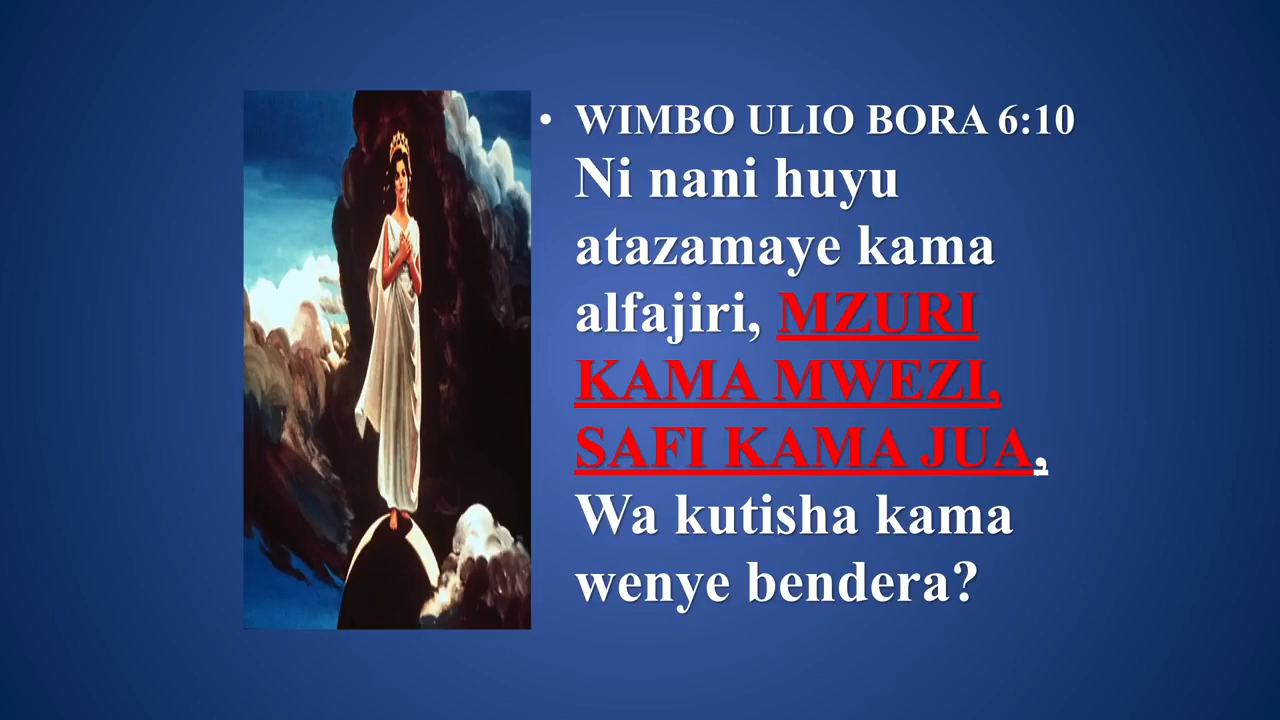 • WIMBO ULIO BORA 6:10
Ni nani huyu
atazamaye kama
alfajiri, MZURI
KAMA MWEZI,
SAFI KAMA JUA,
Wa kutisha kama
wenye bendera?